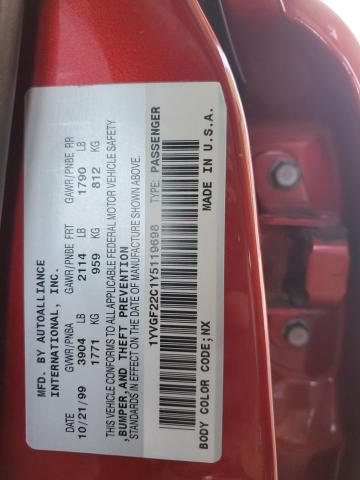 MFD. BY AUTOALLIANCE
INTERNATIONAL, INC.
DATE GVWR/PNBA GAWR/PNBE FRT GAWR/PNBE RR
10/21/99 3904 LB 2114 LB 1790 LB
1771 KG 959 KG 812 KG
THIS VEHICLE CONFORMS TO ALL APPLICABLE FEDERAL MOTOR VEHICLE SAFETY
,BUMPER,AND THEFT PREVENTION
STANDARDS IN EFFECT ON THE DATE OF MANUFACTURE SHOWN ABOVE.
1YVGF22C1Y5119698 TYPE PASSENGER
BODY COLOR CODE;NX MADE IN U.S.A.